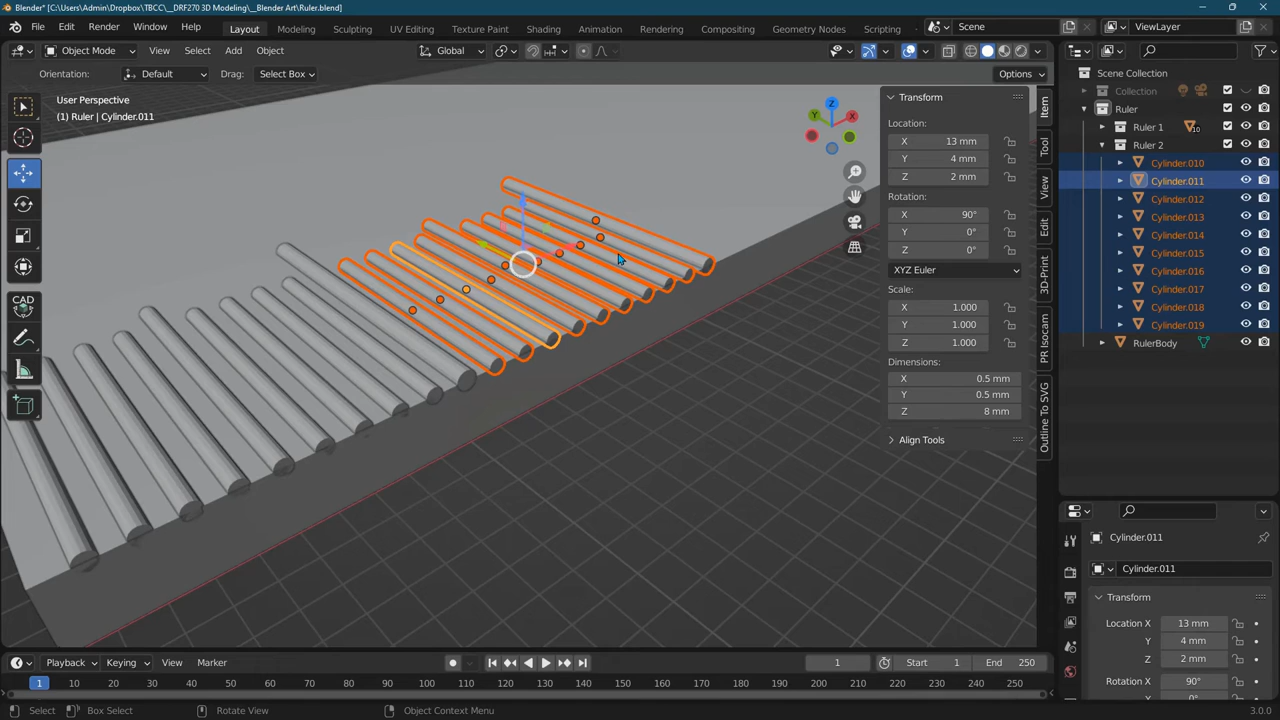 Blender* [C:\Users\Admin\Dropbox\TBCC\__DRF270 3D Modeling\__Blender Art\Ruler.blend]
File Edit Render Window Help Layout Modeling Sculpting UV Editing Texture Paint Shading Animation Rendering Compositing Geometry Nodes Scripting Scene ViewLayer
Object Mode View Select Add Object Global
Orientation: Default Drag: Select Box Options
User Perspective
(1) Ruler | Cylinder.011
Z
Y
X
CAD
Transform
Location:
X 13 mm
Y 4 mm
Z 2 mm
Rotation:
X 90°
Y 0°
Z 0°
XYZ Euler
Scale:
X 1.000
Y 1.000
Z 1.000
Dimensions:
X 0.5 mm
Y 0.5 mm
Z 8 mm
Align Tools
Item
Tool
View
Edit
3D-Print
PR Isocam
Outline To SVG
Scene Collection
Collection
Ruler
Ruler 1 10
Ruler 2
Cylinder.010
Cylinder.011
Cylinder.012
Cylinder.013
Cylinder.014
Cylinder.015
Cylinder.016
Cylinder.017
Cylinder.018
Cylinder.019
RulerBody
Cylinder.011
Cylinder.011
Transform
Location X 13 mm
Y 4 mm
Z 2 mm
Rotation X 90°
Y 0°
Playback Keying View Marker 1 Start 1 End 250
1 10 20 30 40 50 60 70 80 90 100 110 120 130 140 150 160 170 180 190 200 210 220 230 240 250
Select Box Select Rotate View Object Context Menu 3.0.0